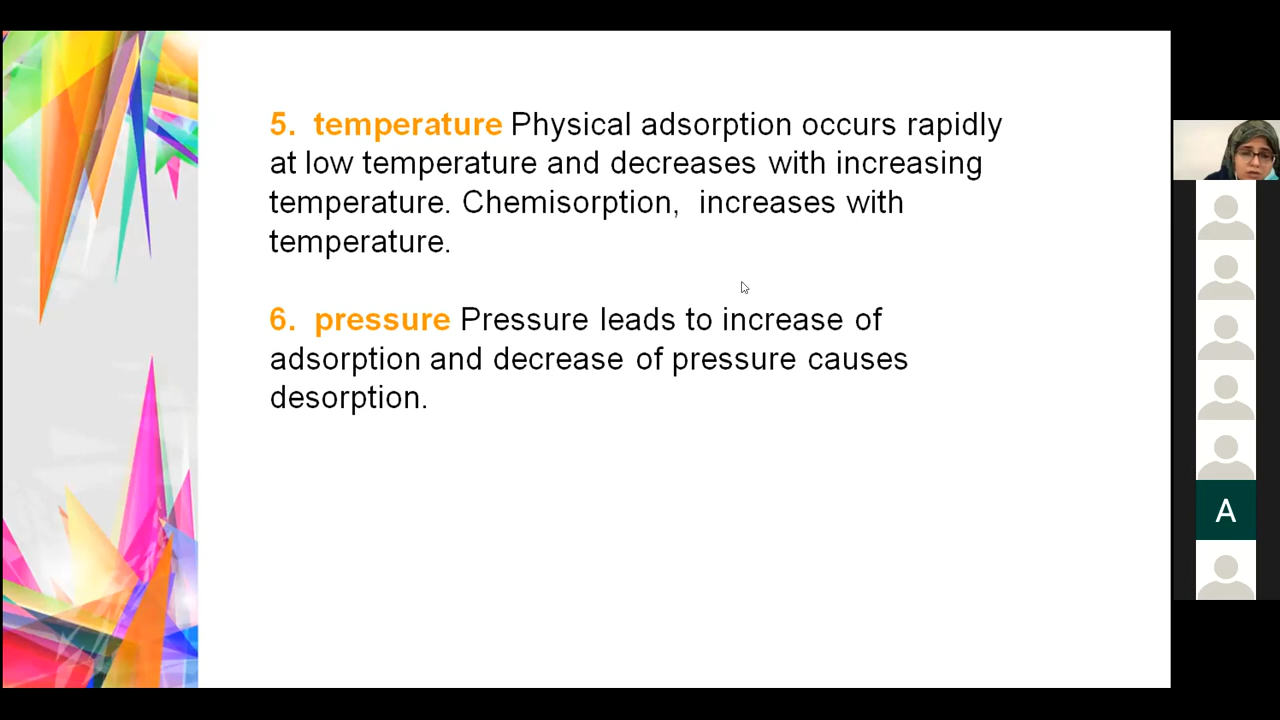 5. temperature Physical adsorption occurs rapidly
at low temperature and decreases with increasing
temperature. Chemisorption, increases with
temperature.
6. pressure Pressure leads to increase of
adsorption and decrease of pressure causes
desorption.
A